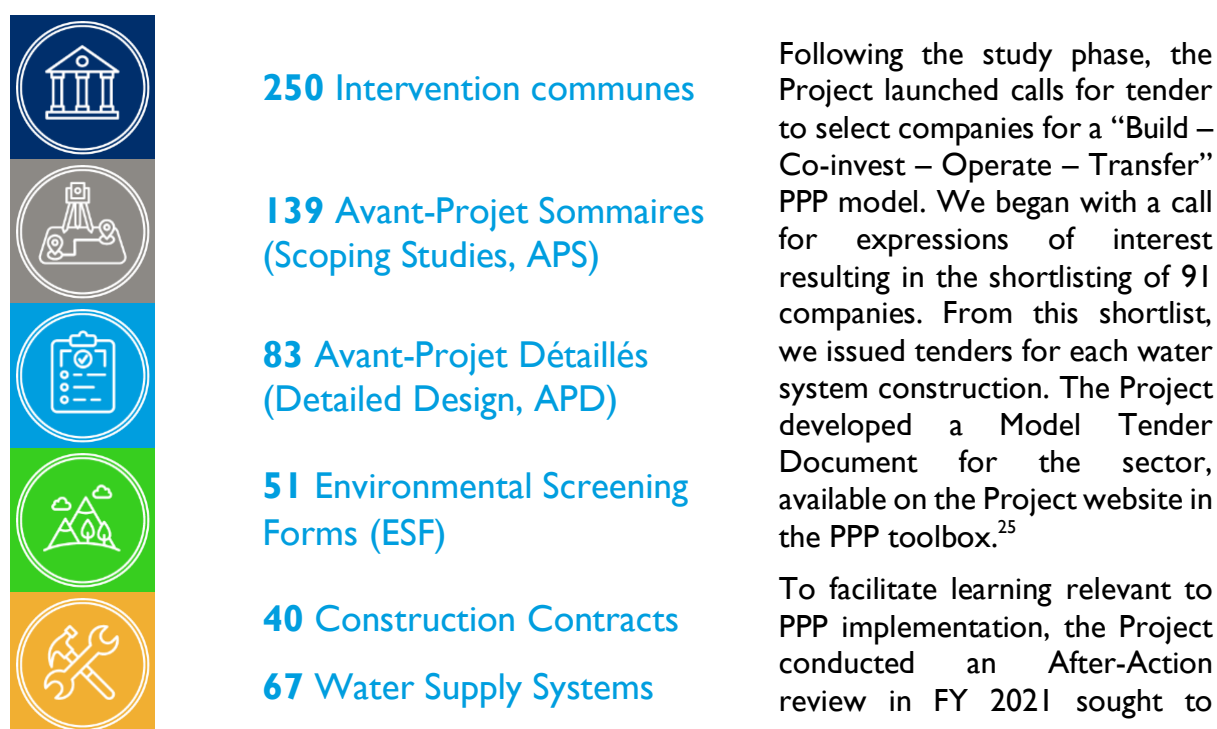 250 Intervention communes
139 Avant-Projet Sommaires
(Scoping Studies, APS)
83 Avant-Projet Détaillés
(Detailed Design, APD)
51 Environmental Screening
Forms (ESF)
40 Construction Contracts
67 Water Supply Systems
Following the study phase, the
Project launched calls for tender
to select companies for a “Build –
Co-invest – Operate – Transfer”
PPP model. We began with a call
for expressions of interest
resulting in the shortlisting of 91
companies. From this shortlist,
we issued tenders for each water
system construction. The Project
developed a Model Tender
Document for the sector,
available on the Project website in
the PPP toolbox.25
To facilitate learning relevant to
PPP implementation, the Project
conducted an After-Action
review in FY 2021 sought to